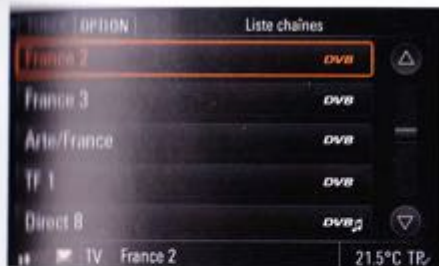 OPTION Liste chaînes
France 2 DVB
France 3 DVB
Arte/France DVB
TF 1 DVB
Direct 8 DVB
TV France 2 21.5°C TP